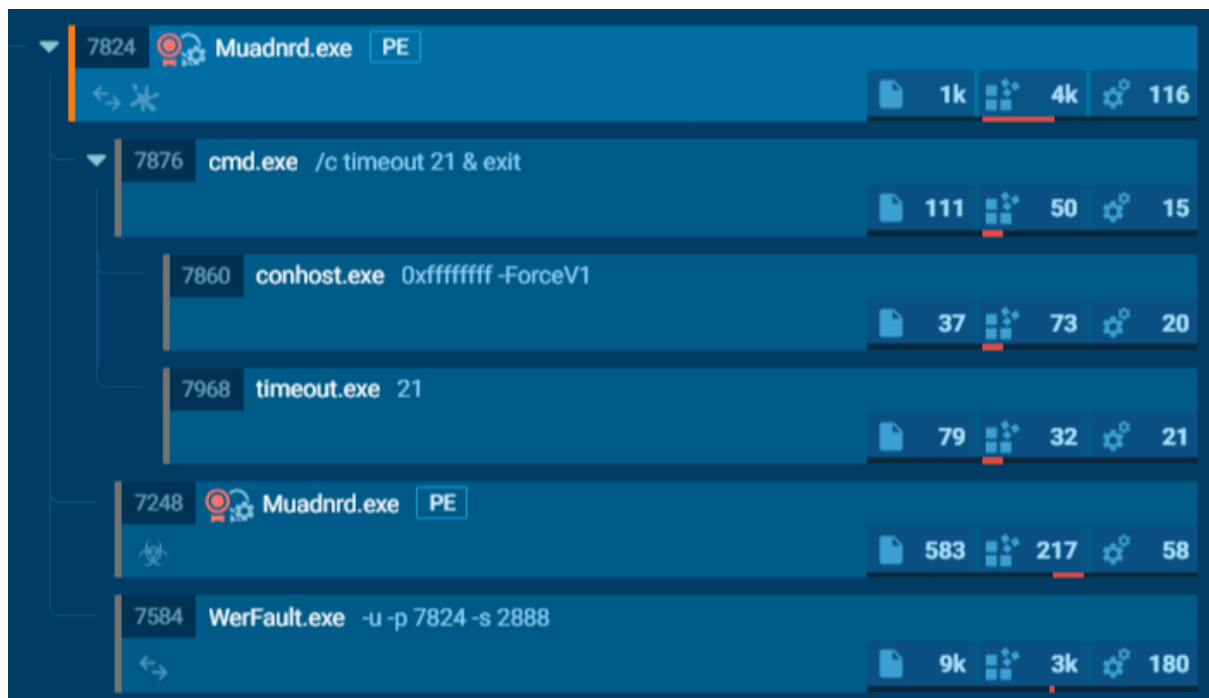 7824 Muadnrd.exe PE
1k 4k 116
7876 cmd.exe /c timeout 21 & exit
111 50 15
7860 conhost.exe 0xffffffff -ForceV1
37 73 20
7968 timeout.exe 21
79 32 21
7248 Muadnrd.exe PE
583 217 58
7584 WerFault.exe -u -p 7824 -s 2888
9k 3k 180